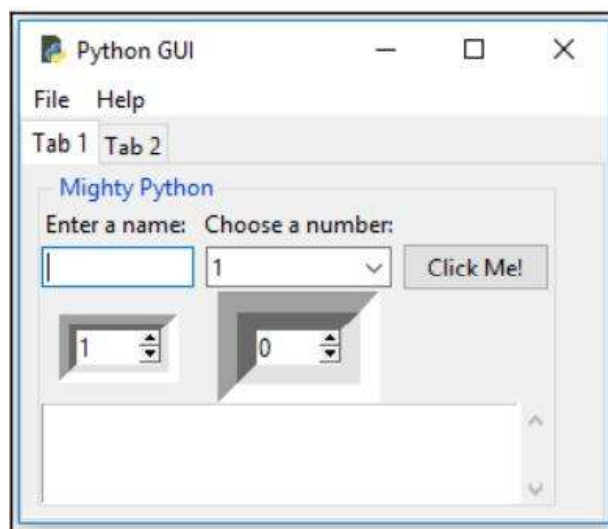 Python GUI
File Help
Tab 1 Tab 2
Mighty Python
Enter a name: Choose a number:
1 Click Me!
1 0